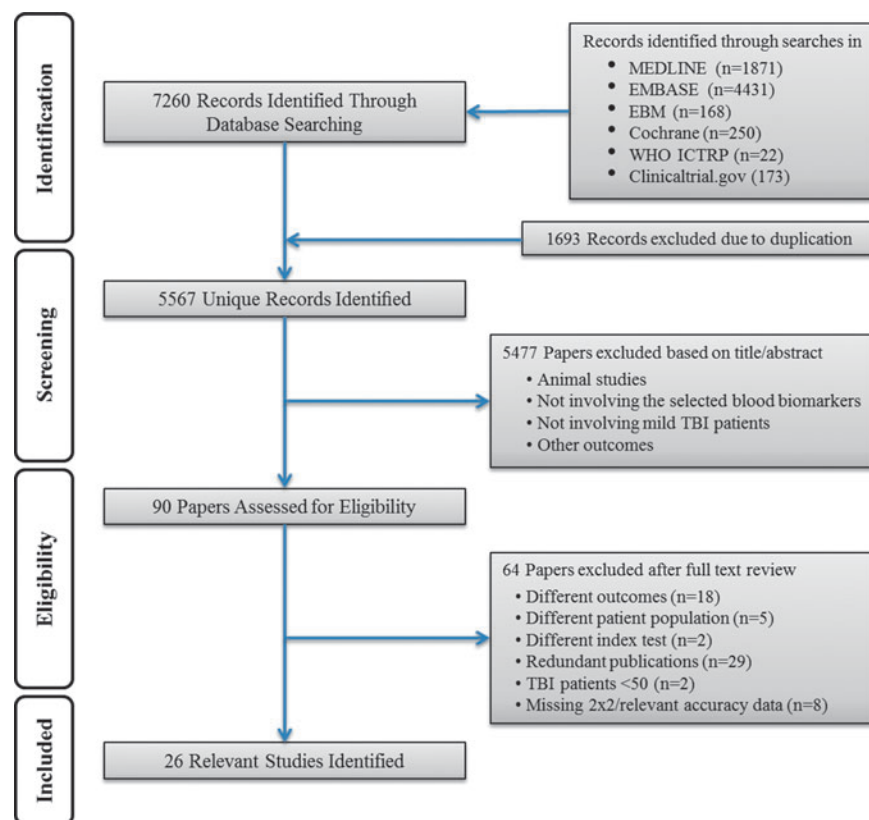 Identification
7260 Records Identified Through
Database Searching
Records identified through searches in
• MEDLINE (n=1871)
• EMBASE (n=4431)
• EBM (n=168)
• Cochrane (n=250)
• WHO ICTRP (n=22)
• Clinicaltrial.gov (173)
1693 Records excluded due to duplication
Screening
5567 Unique Records Identified
5477 Papers excluded based on title/abstract
• Animal studies
• Not involving the selected blood biomarkers
• Not involving mild TBI patients
• Other outcomes
Eligibility
90 Papers Assessed for Eligibility
64 Papers excluded after full text review
• Different outcomes (n=18)
• Different patient population (n=5)
• Different index test (n=2)
• Redundant publications (n=29)
• TBI patients <50 (n=2)
• Missing 2x2/relevant accuracy data (n=8)
Included
26 Relevant Studies Identified